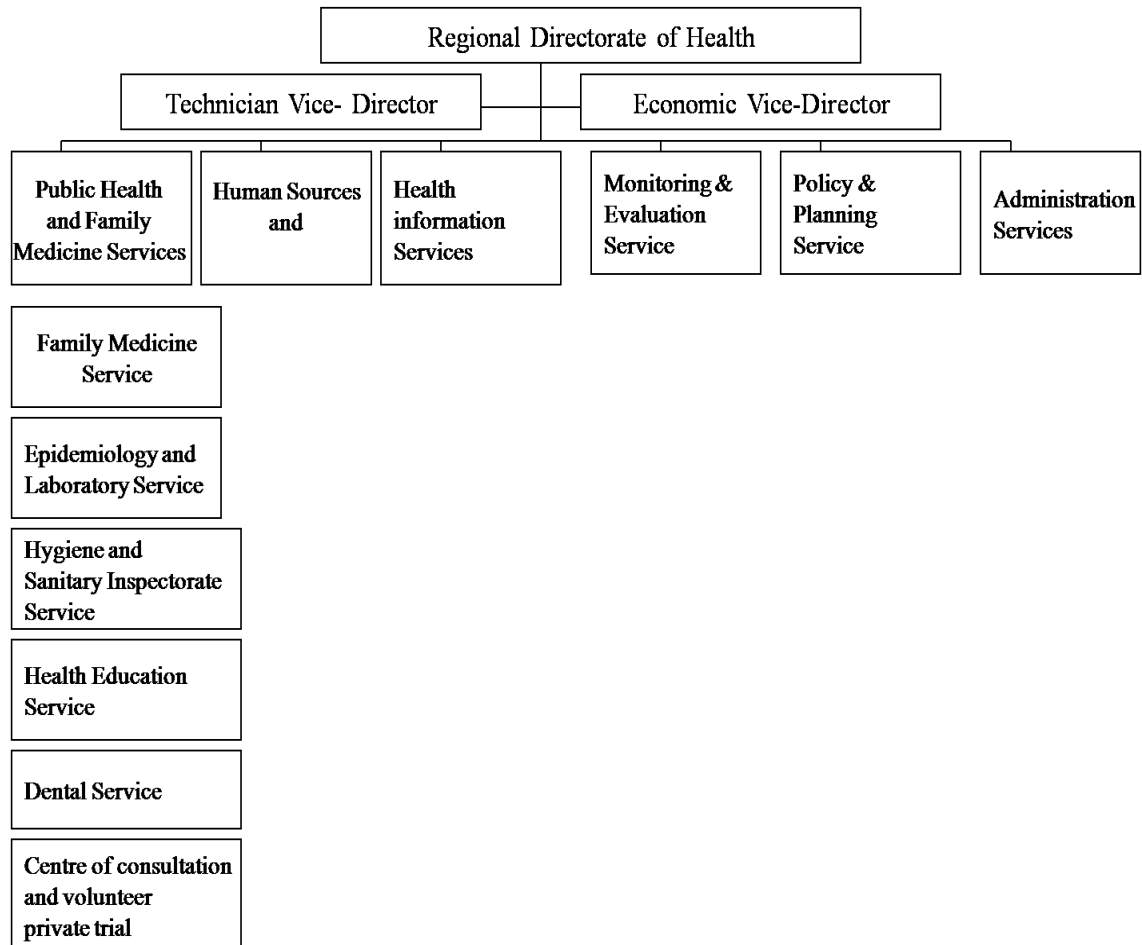 Regional Directorate of Health
Technician Vice- Director
Economic Vice-Director
Public Health
and Family
Medicine Services
Human Sources
and
Health
information
Services
Monitoring &
Evaluation
Service
Policy &
Planning
Service
Administration
Services
Family Medicine
Service
Epidemiology and
Laboratory Service
Hygiene and
Sanitary Inspectorate
Service
Health Education
Service
Dental Service
Centre of consultation
and volunteer
private trial